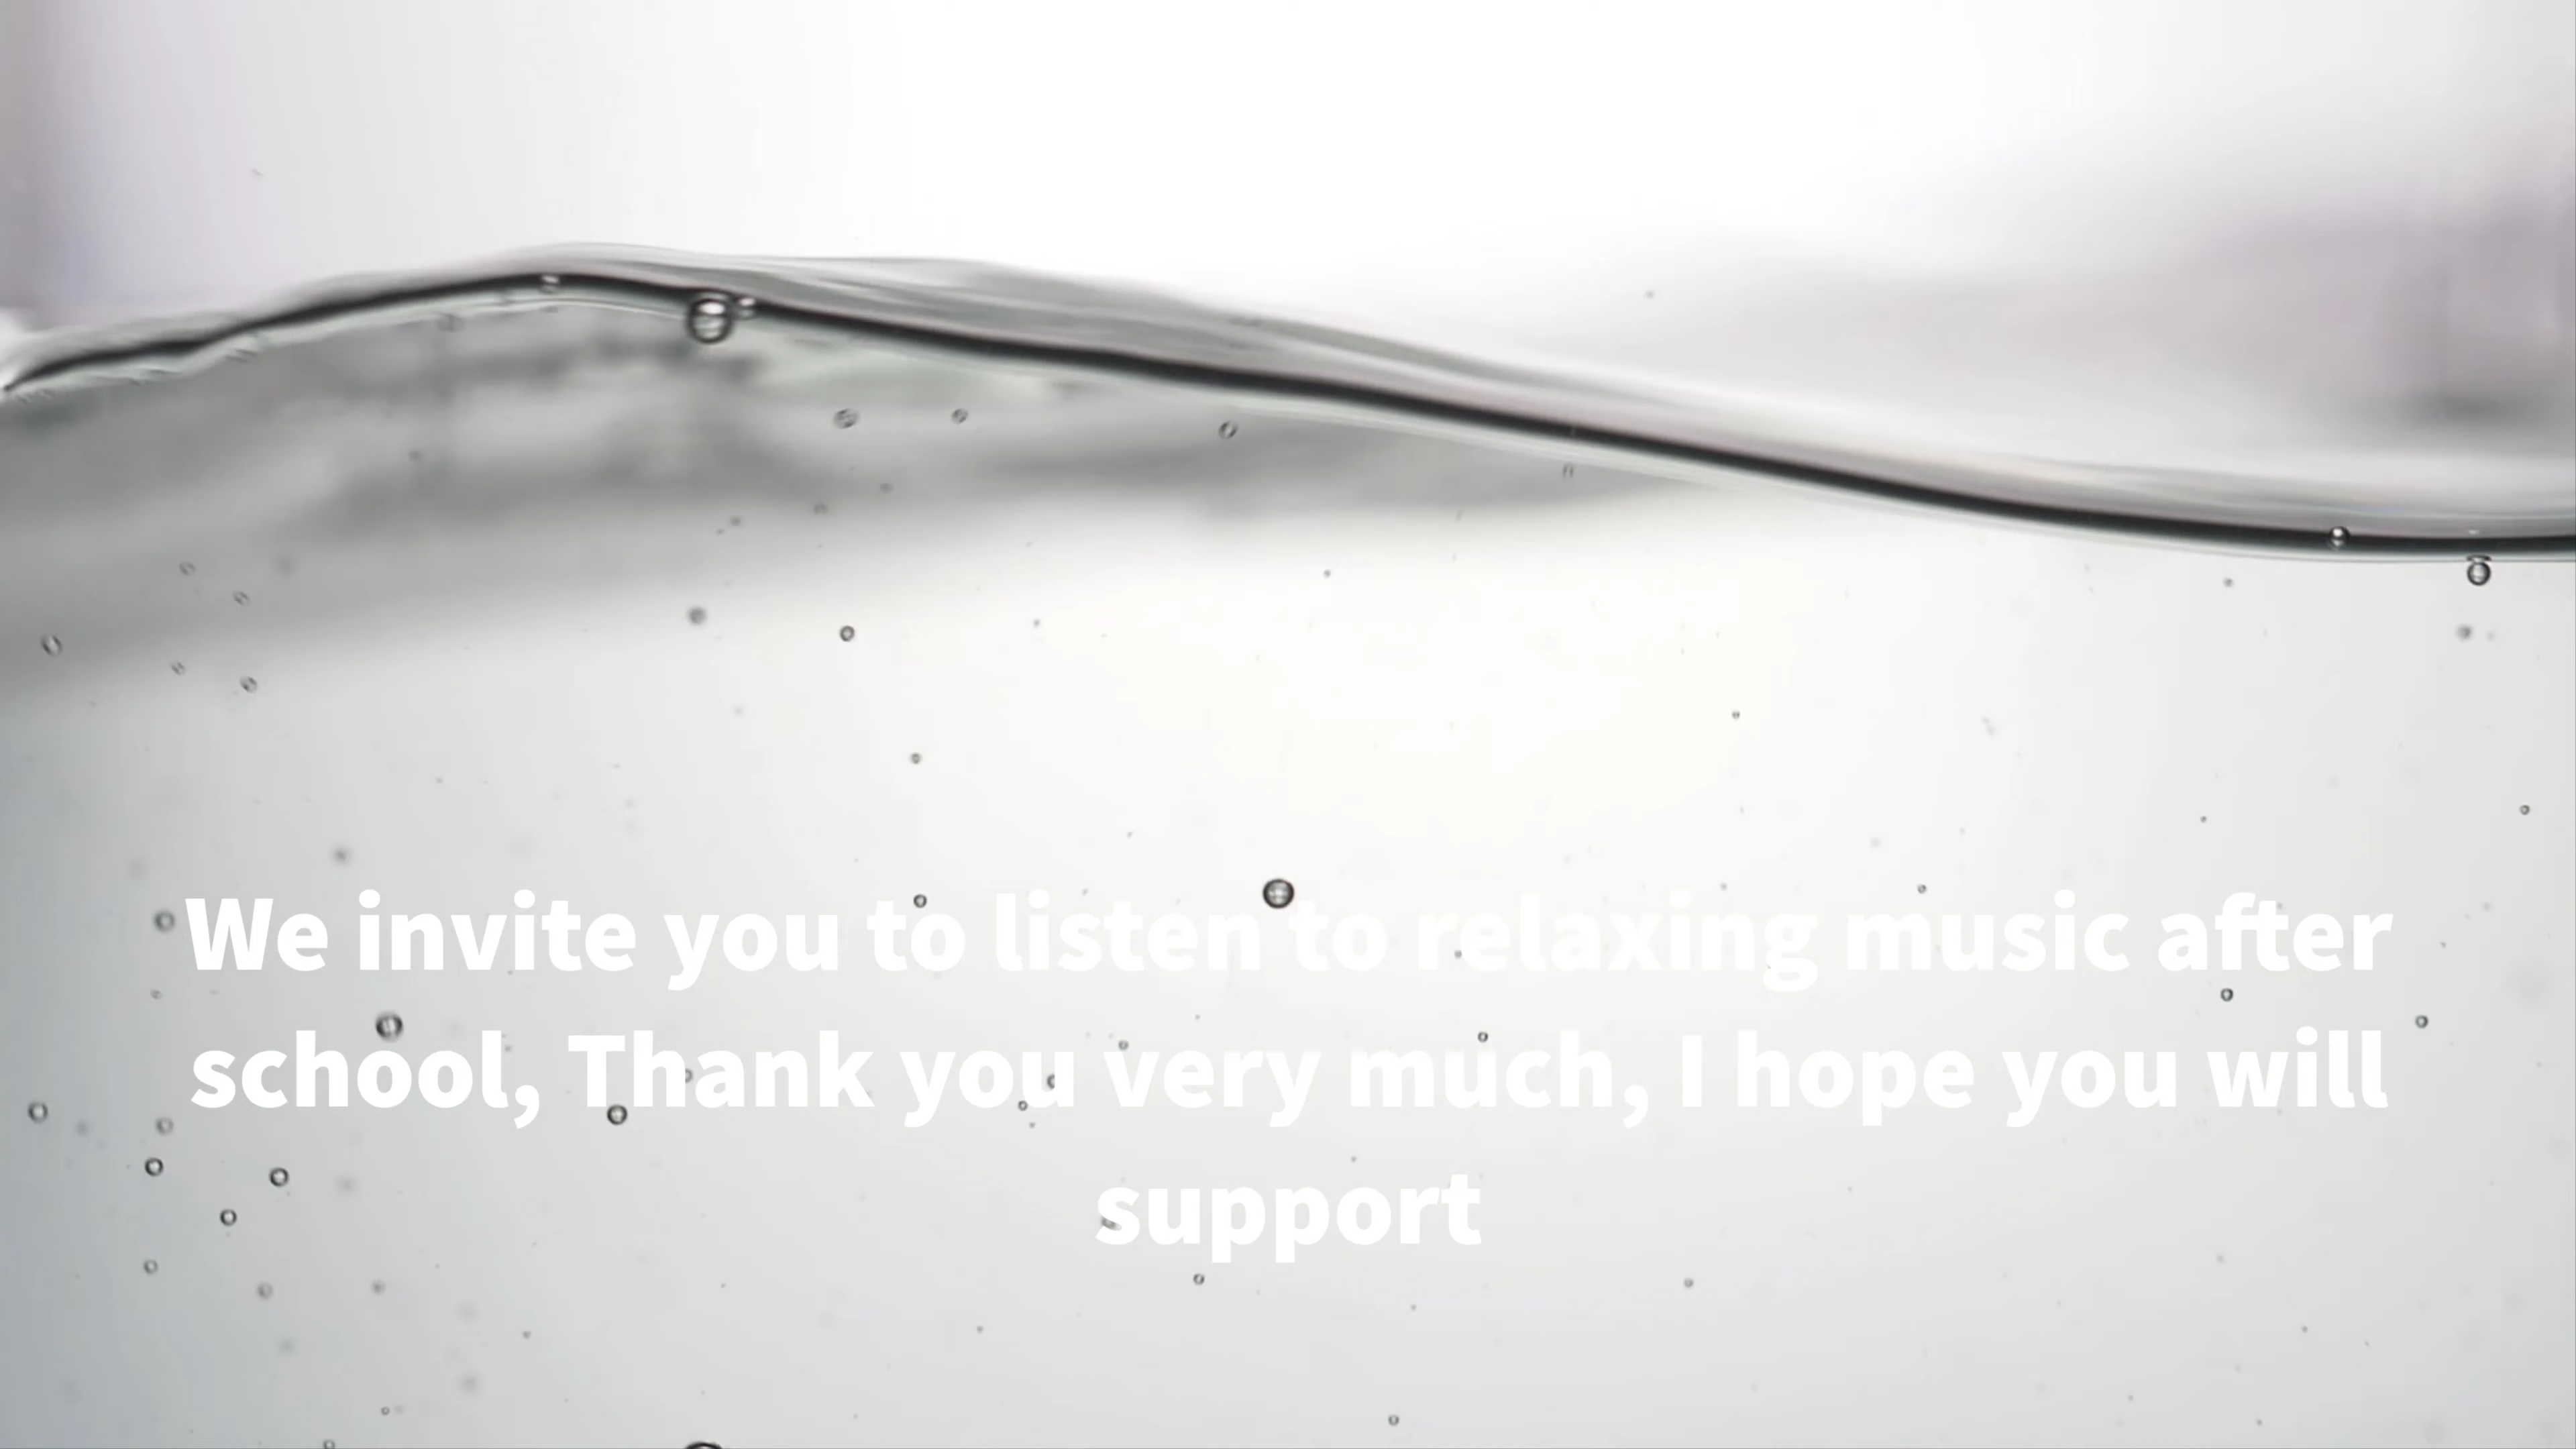 We invite you to listen to relaxing music after
school, Thank you very much, I hope you will
support